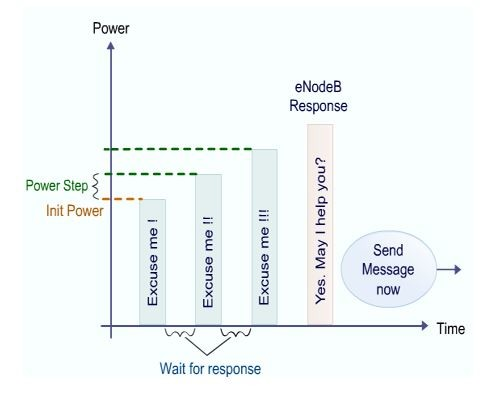 Power
eNodeB
Response
Power Step
Init Power
Excuse me !
Excuse me !!
Excuse me !!!
Yes. May I help you?
Send
Message
now
Time
Wait for response